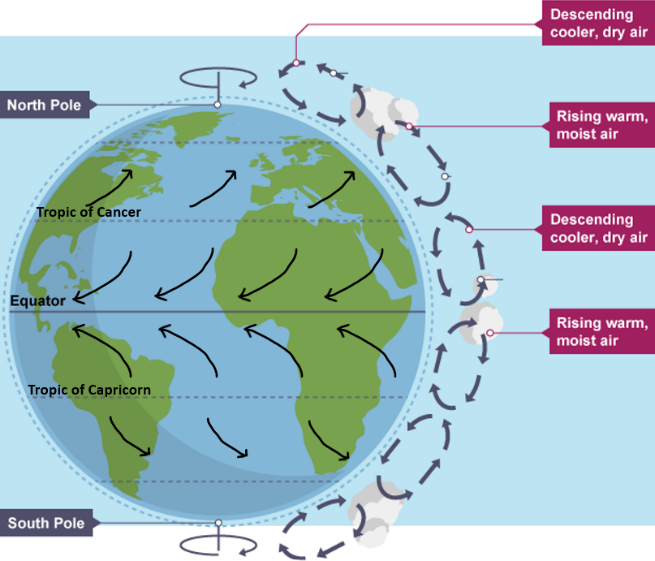 Descending
cooler, dry air
North Pole
Rising warm,
moist air
Tropic of Cancer
Descending
cooler, dry air
Equator
Rising warm,
moist air
Tropic of Capricorn
South Pole